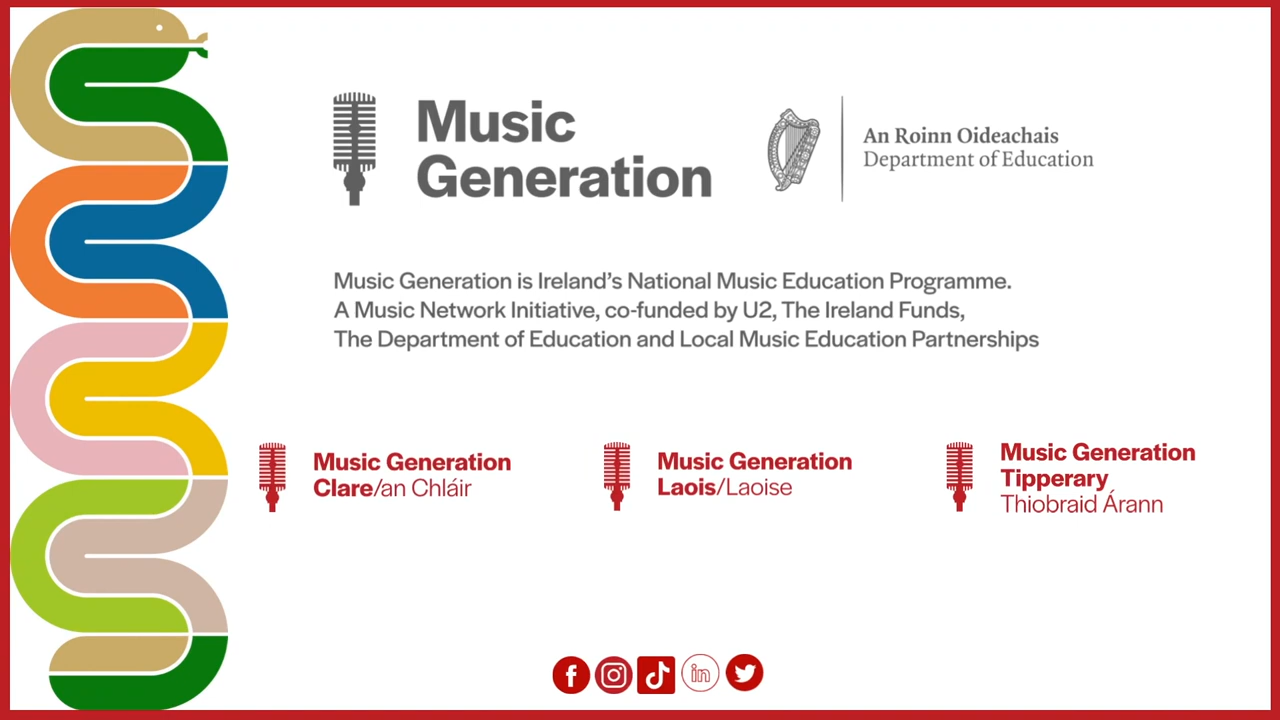 Music
Generation
An Roinn Oideachais
Department of Education
Music Generation is Ireland's National Music Education Programme.
A Music Network Initiative, co-funded by U2, The Ireland Funds,
The Department of Education and Local Music Education Partnerships
Music Generation
Clare/an Chláir
Music Generation
Laois/Laoise
Music Generation
Tipperary
Thiobraid Árann
in